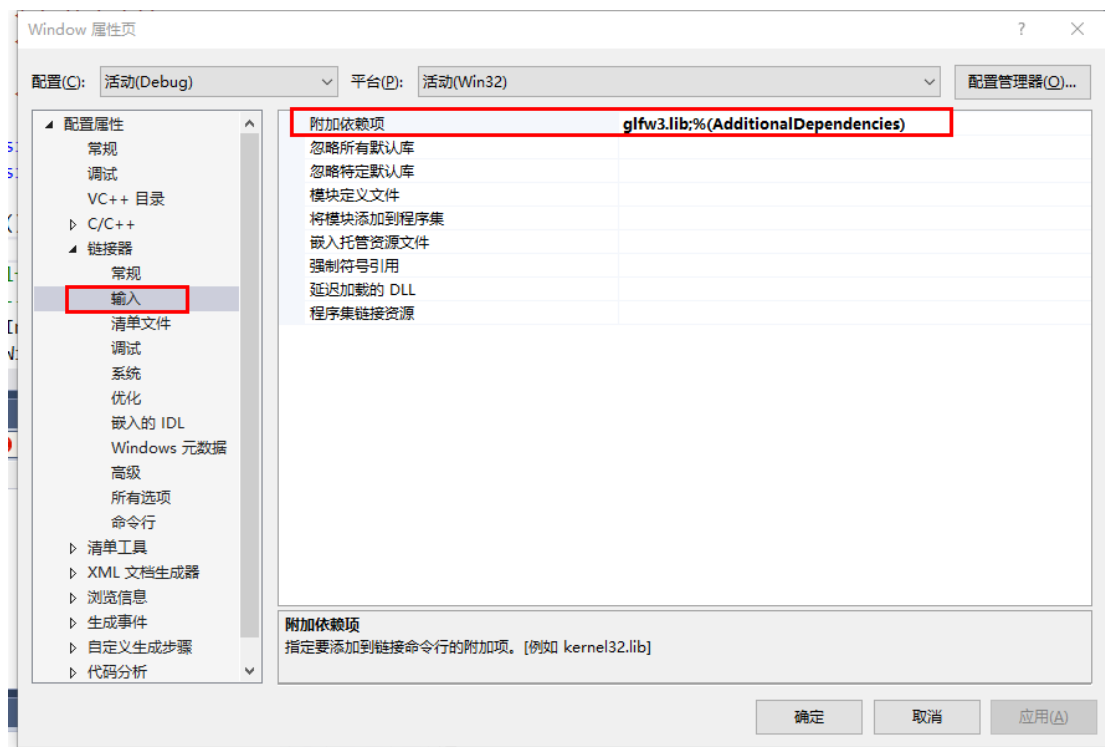 Window 属性页
配置(C): 活动(Debug) 平台(P): 活动(Win32) 配置管理器(O)...
配置属性
常规
调试
VC++ 目录
C/C++
链接器
常规
输入
清单文件
调试
系统
优化
嵌入的 IDL
Windows 元数据
高级
所有选项
命令行
清单工具
XML 文档生成器
浏览信息
生成事件
自定义生成步骤
代码分析
附加依赖项 glfw3.lib;%(AdditionalDependencies)
忽略所有默认库
忽略特定默认库
模块定义文件
将模块添加到程序集
嵌入托管资源文件
强制符号引用
延迟加载的 DLL
程序集链接资源
附加依赖项
指定要添加到链接命令行的附加项。[例如 kernel32.lib]
确定 取消 应用(A)